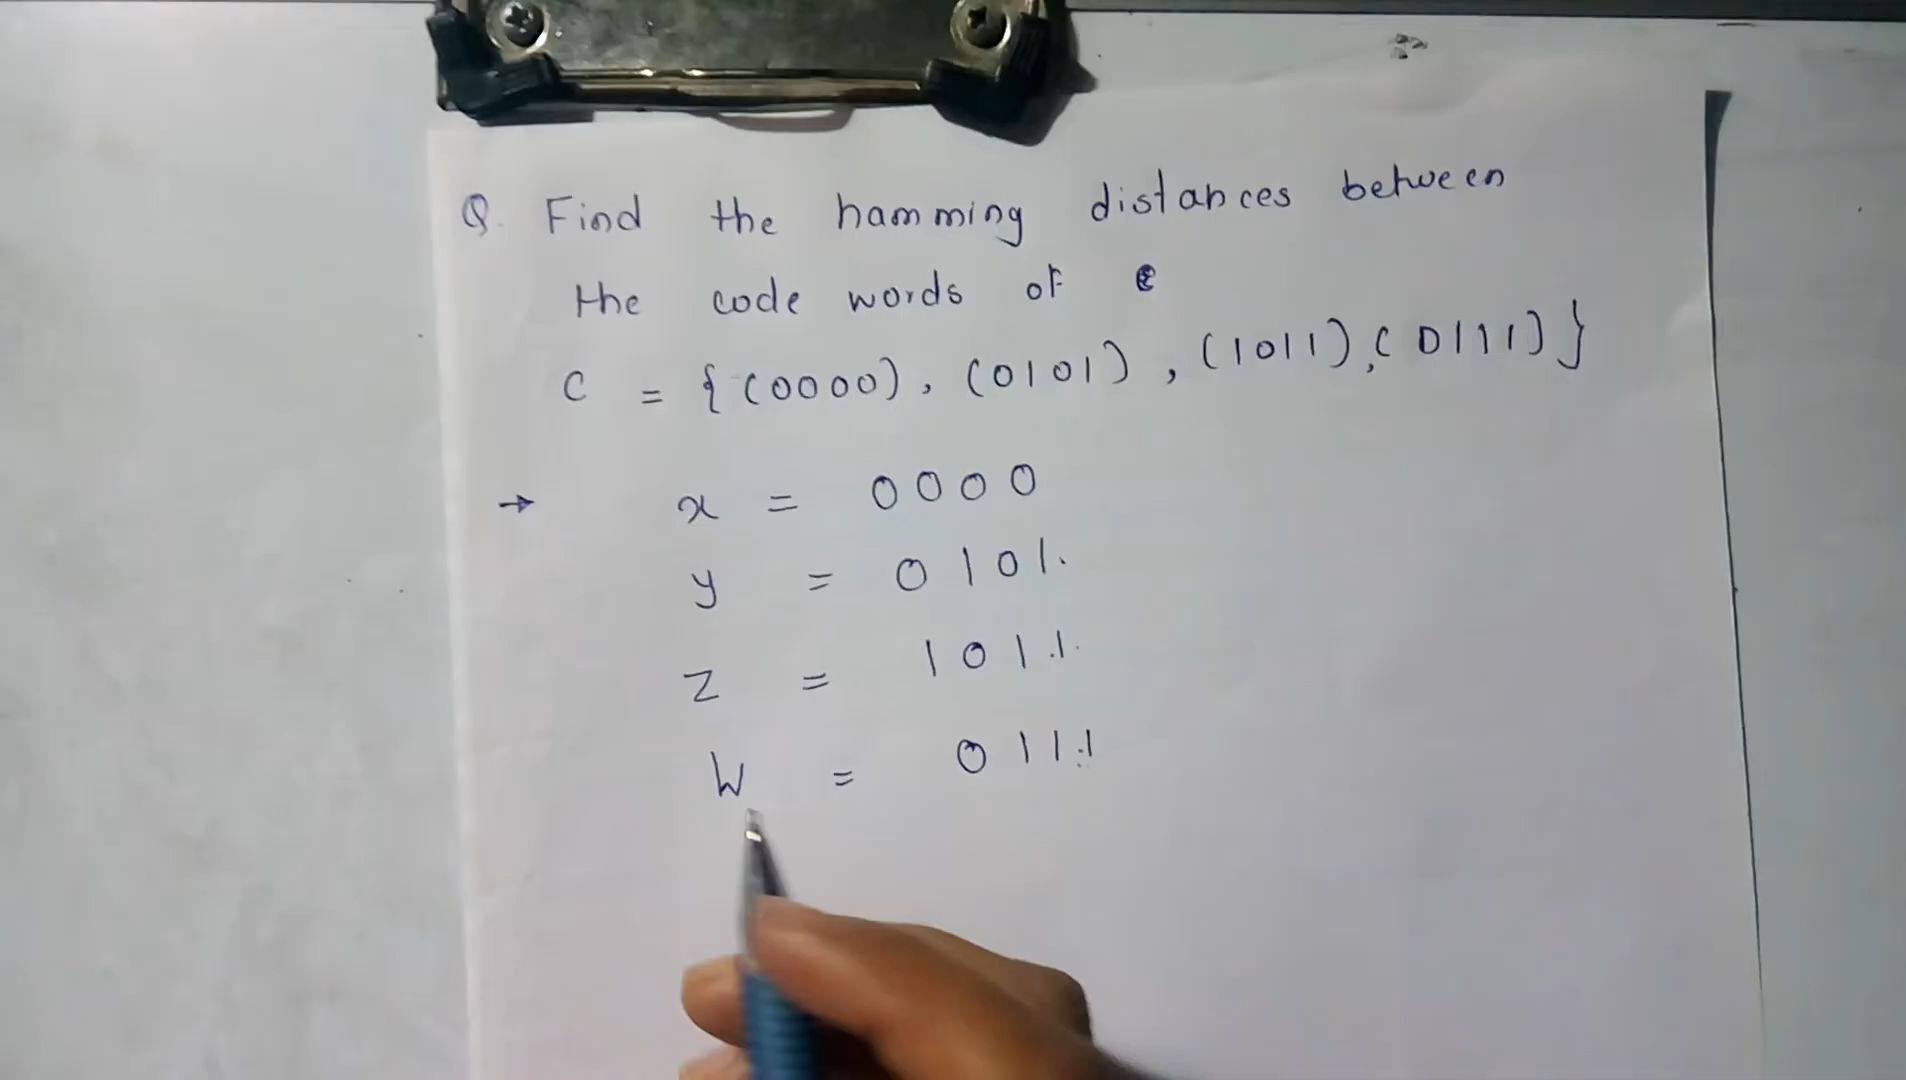 Q. Find the hamming distances between
the code words of c
C = {(0000), (0101), (1011), (0111)}
→ x = 0000
y = 0101.
z = 1011.
W = 0111